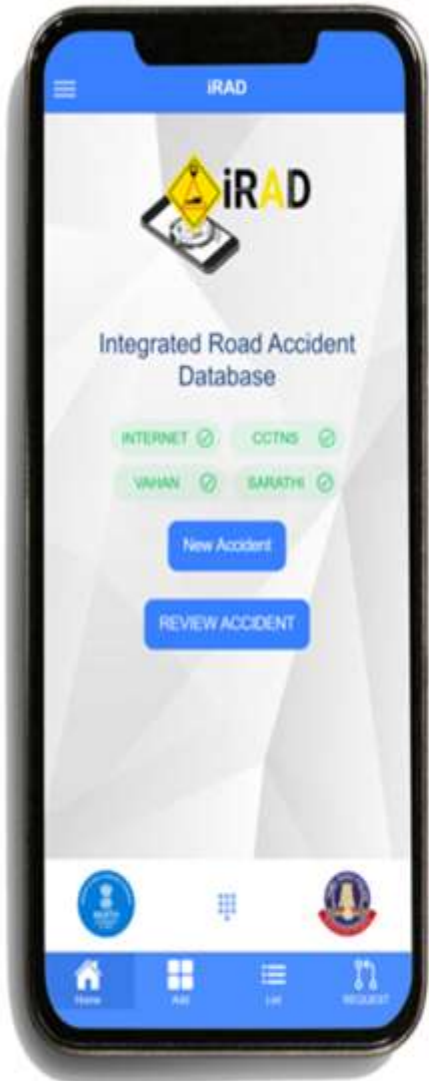 iRAD
iRAD
Integrated Road Accident
Database
INTERNET
CCTNS
VAHAN
SARATHI
New Accident
REVIEW ACCIDENT
Home
Add
List
REQUEST